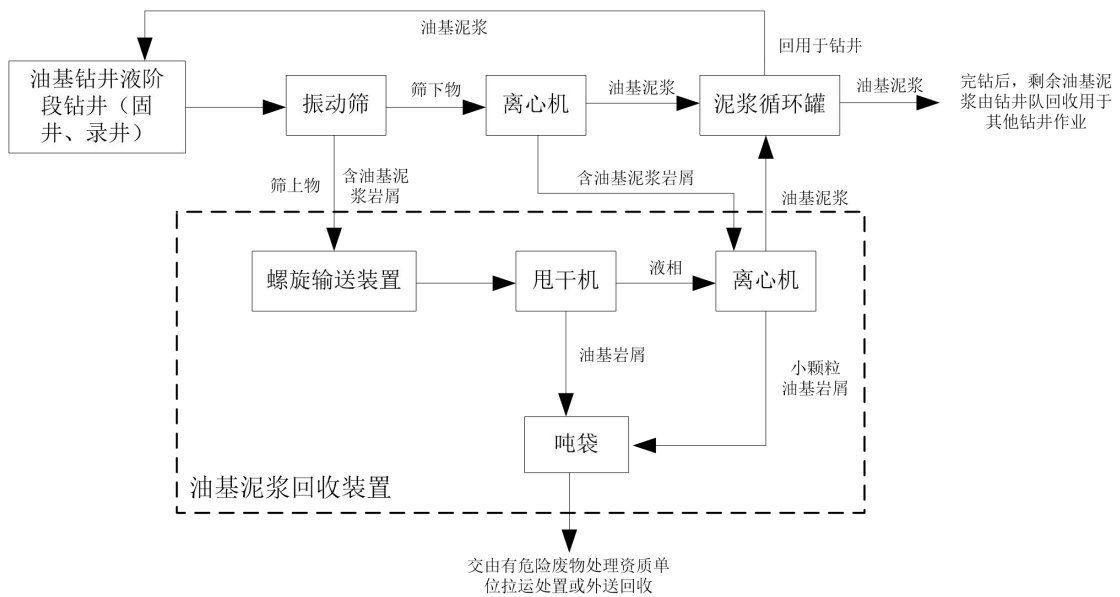 油基泥浆
回用于钻井
油基钻井液阶
段钻井（固
井、录井）
振动筛
筛下物
离心机
油基泥浆
泥浆循环罐
油基泥浆
完钻后，剩余油基泥
浆由钻井队回收用于
其他钻井作业
筛上物
含油基泥
浆岩屑
含油基泥浆岩屑
油基泥浆
螺旋输送装置
甩干机
液相
离心机
油基岩屑
小颗粒
油基岩屑
吨袋
油基泥浆回收装置
交由有危险废物处理资质单
位拉运处置或外送回收